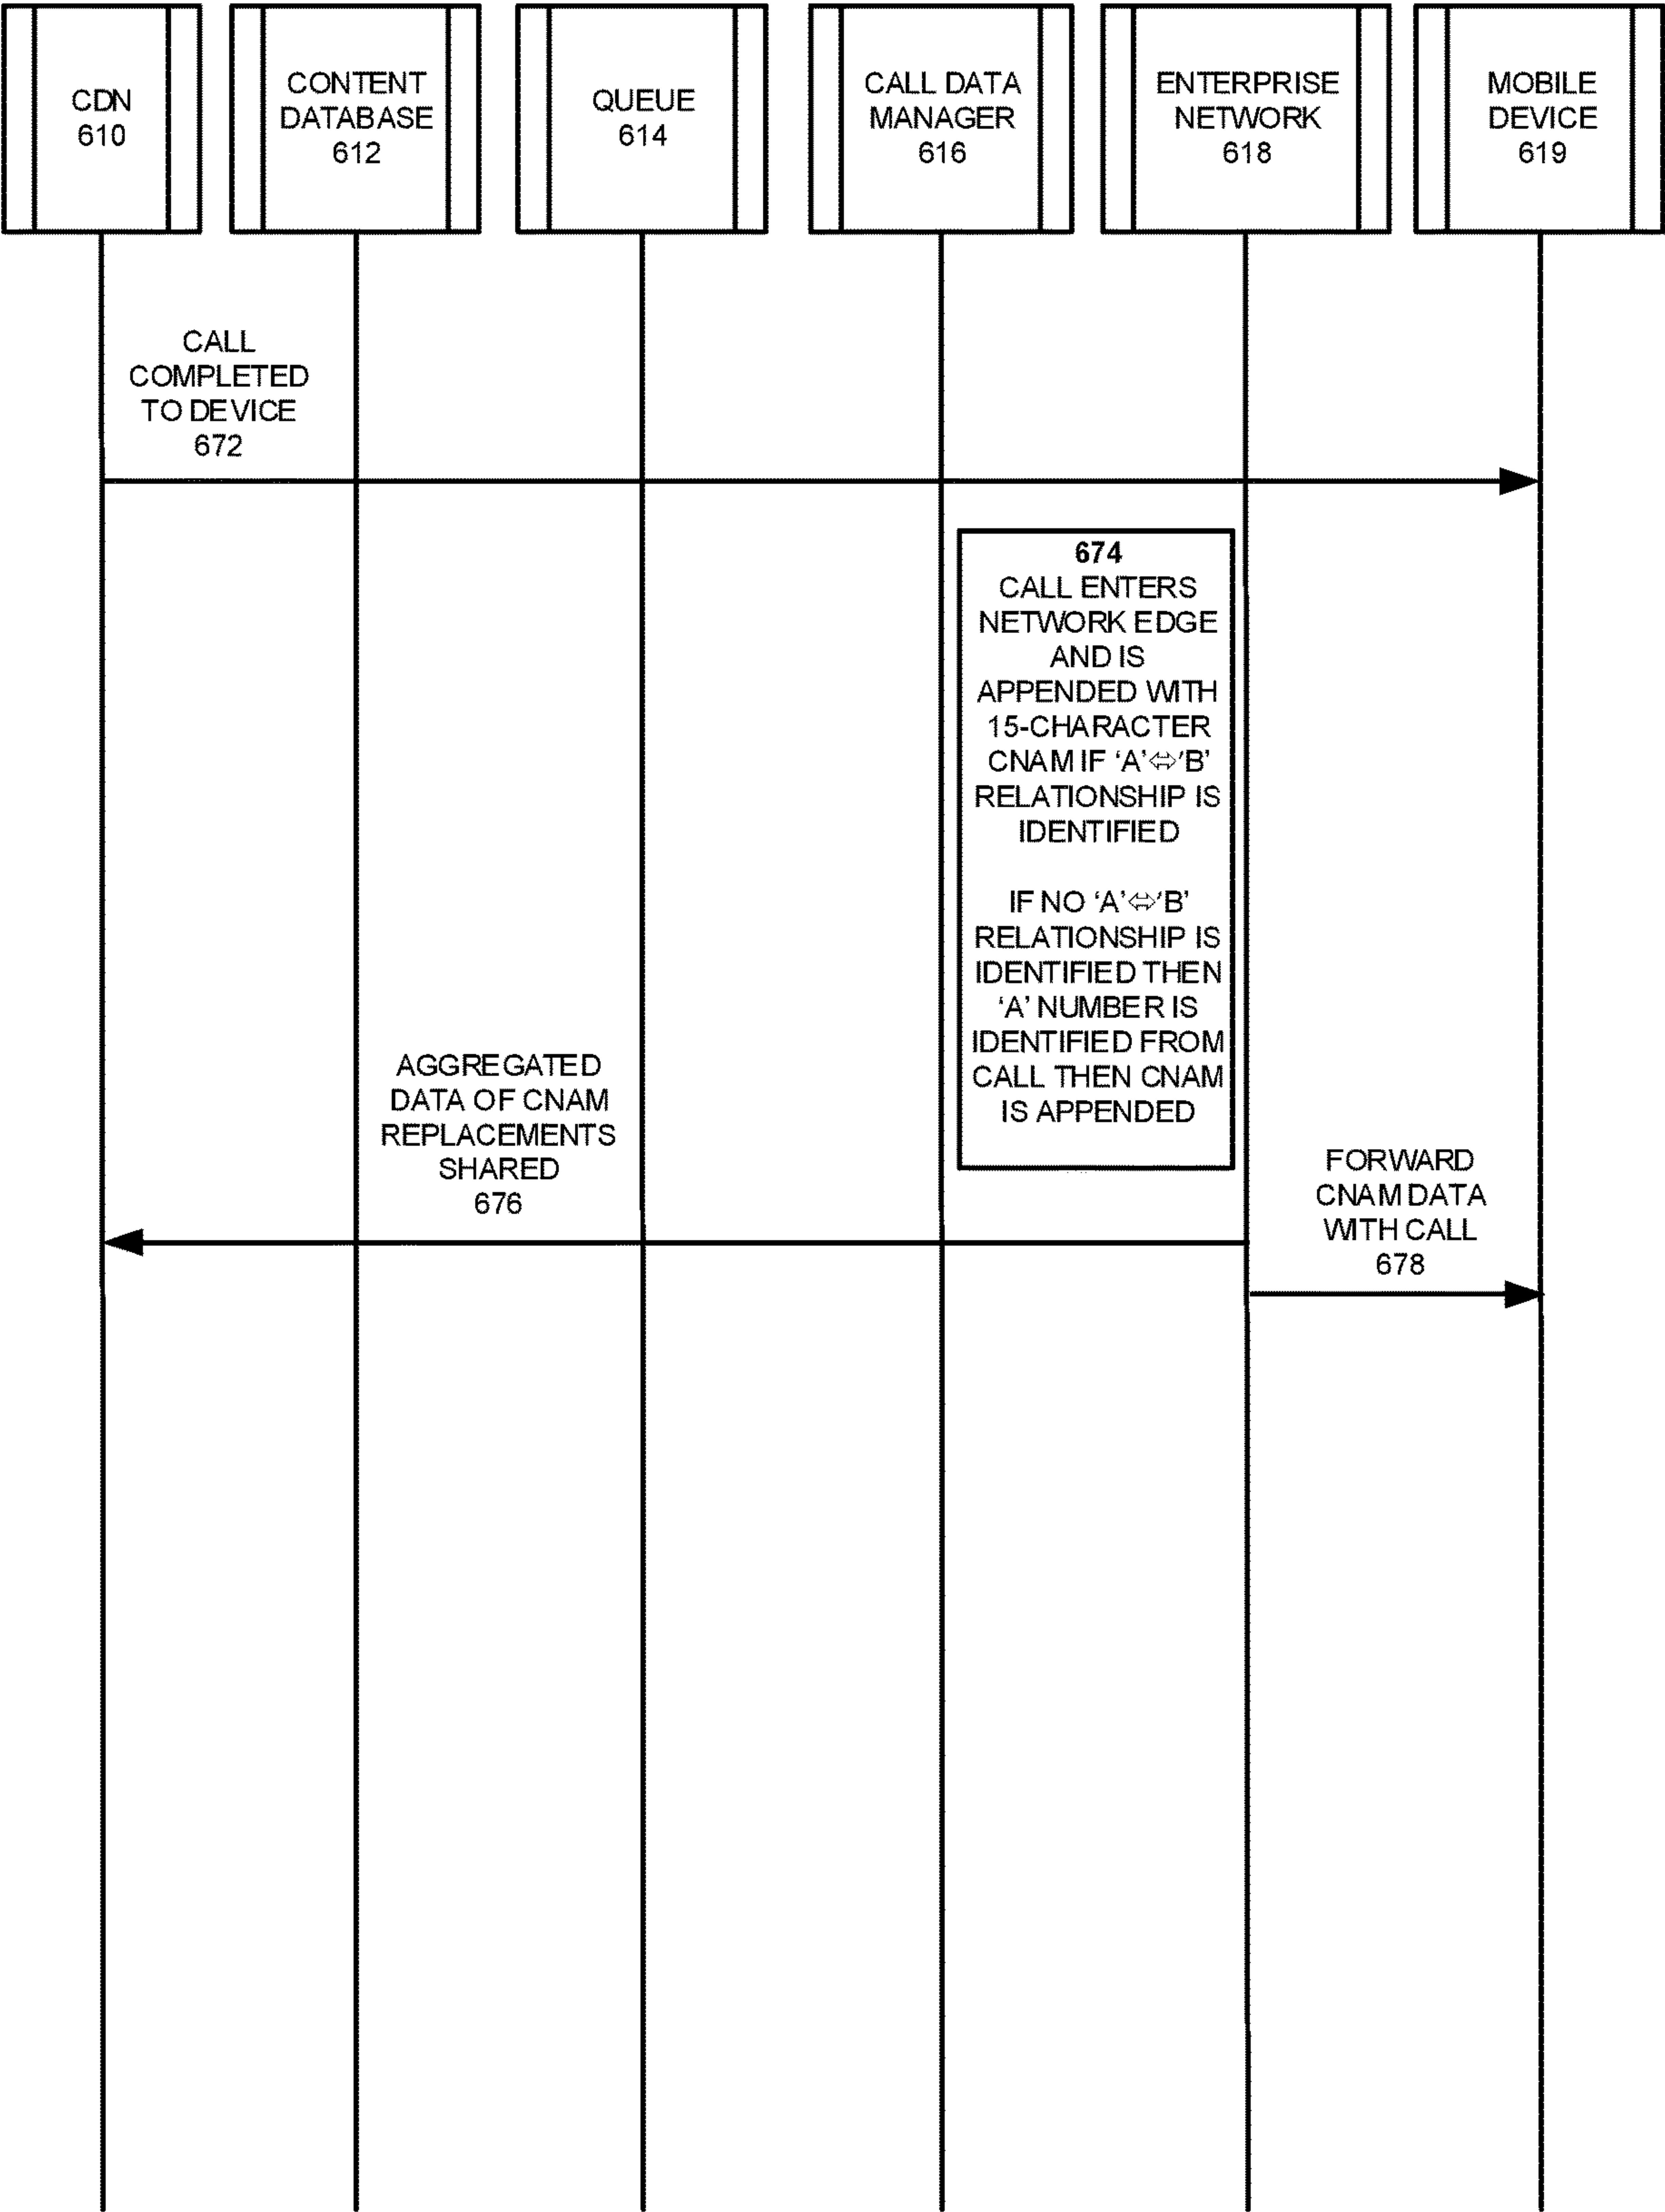 CDN
610
CONTENT
DATABASE
612
QUEUE
614
CALL DATA
MANAGER
616
ENTERPRISE
NETWORK
618
MOBILE
DEVICE
619
CALL
COMPLETED
TO DEVICE
672
674
CALL ENTERS
NETWORK EDGE
AND IS
APPENDED WITH
15-CHARACTER
CNAM IF ‘A’⇔’B’
RELATIONSHIP IS
IDENTIFIED
IF NO ‘A’⇔’B’
RELATIONSHIP IS
IDENTIFIED THEN
‘A’ NUMBER IS
IDENTIFIED FROM
CALL THEN CNAM
IS APPENDED
AGGREGATED
DATA OF CNAM
REPLACEMENTS
SHARED
676
FORWARD
CNAM DATA
WITH CALL
678